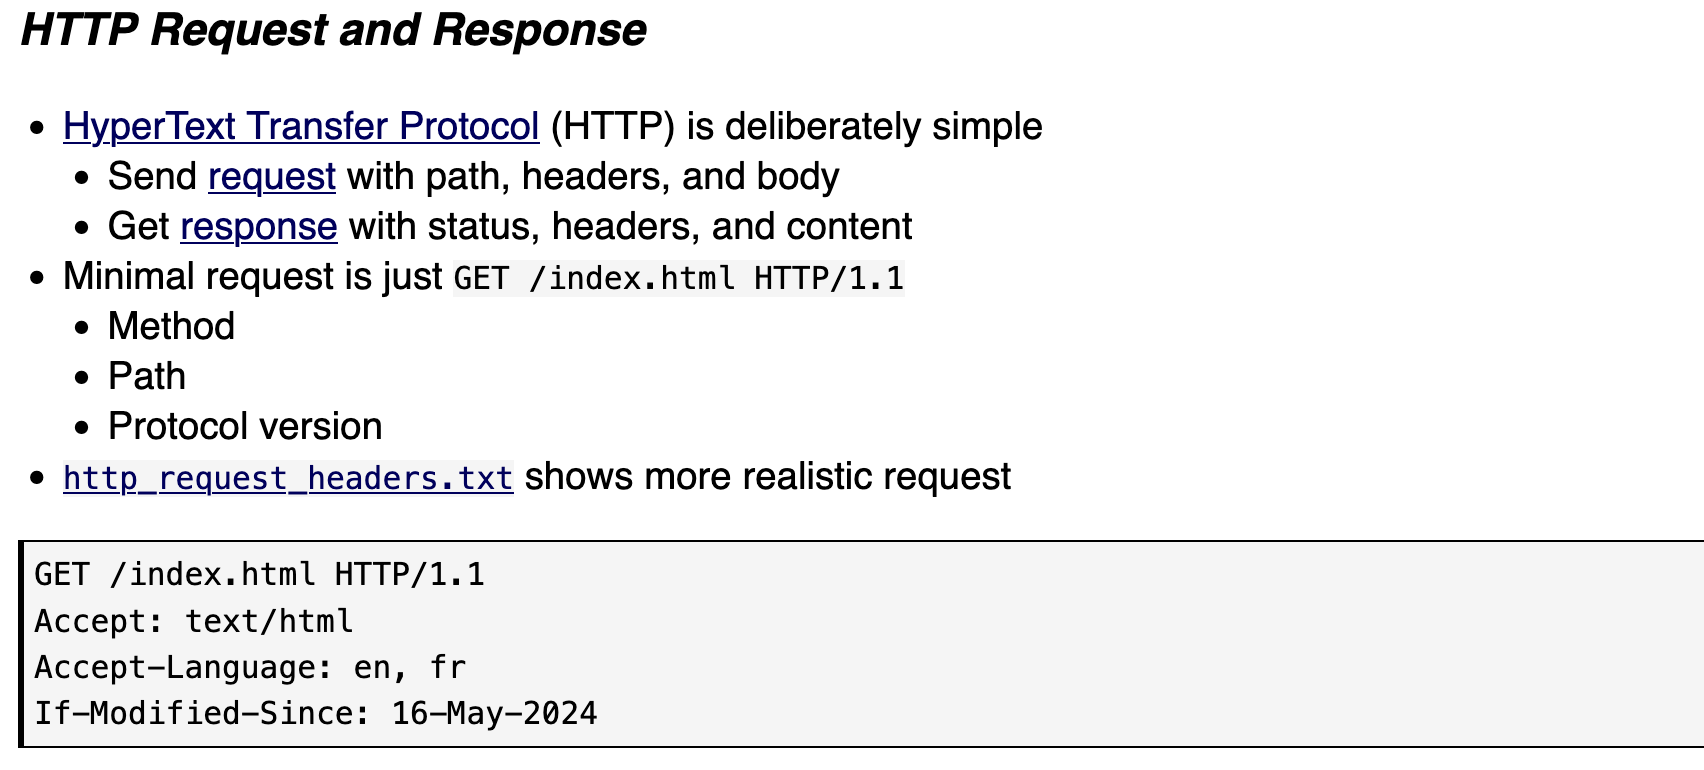 HTTP Request and Response
HyperText Transfer Protocol (HTTP) is deliberately simple
Send request with path, headers, and body
Get response with status, headers, and content
Minimal request is just GET /index.html HTTP/1.1
Method
Path
Protocol version
http_request_headers.txt shows more realistic request
GET /index.html HTTP/1.1
Accept: text/html
Accept-Language: en, fr
If-Modified-Since: 16-May-2024